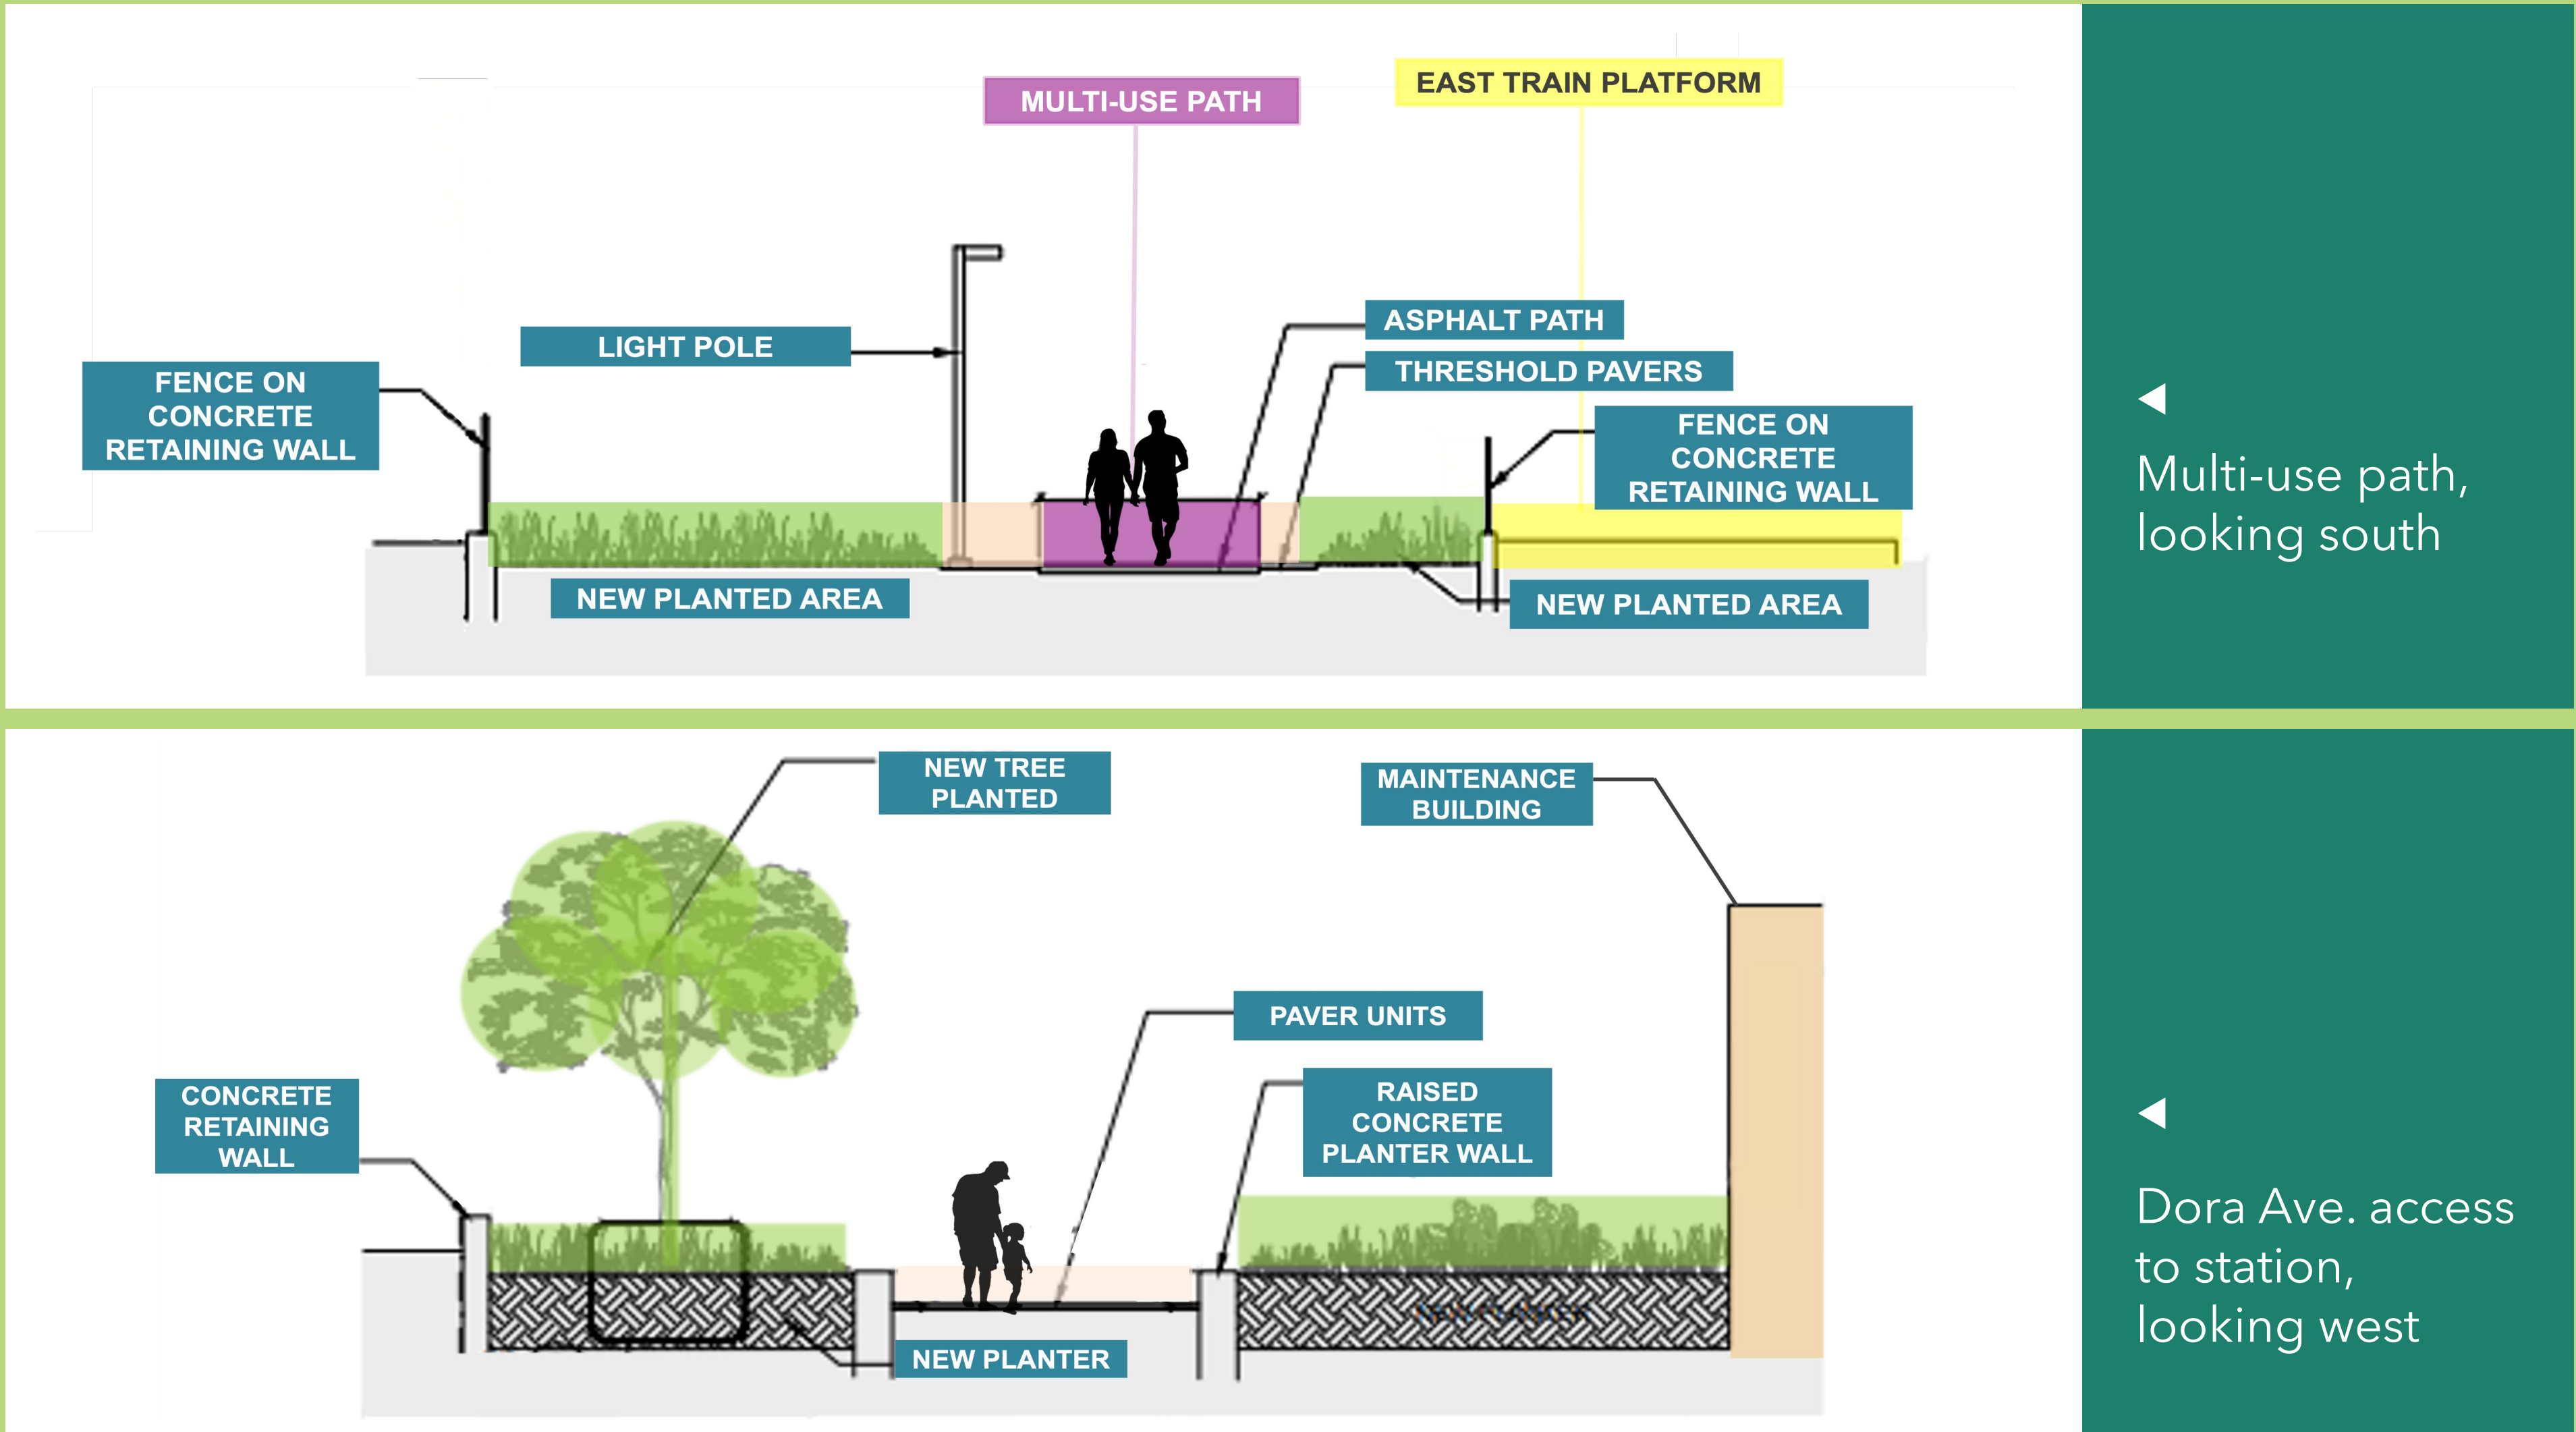 MULTI-USE PATH
EAST TRAIN PLATFORM
LIGHT POLE
ASPHALT PATH
THRESHOLD PAVERS
FENCE ON
CONCRETE
RETAINING WALL
FENCE ON
CONCRETE
RETAINING WALL
NEW PLANTED AREA
NEW PLANTED AREA
Multi-use path,
looking south
NEW TREE
PLANTED
MAINTENANCE
BUILDING
PAVER UNITS
CONCRETE
RETAINING
WALL
RAISED
CONCRETE
PLANTER WALL
NEW PLANTER
Dora Ave. access
to station,
looking west